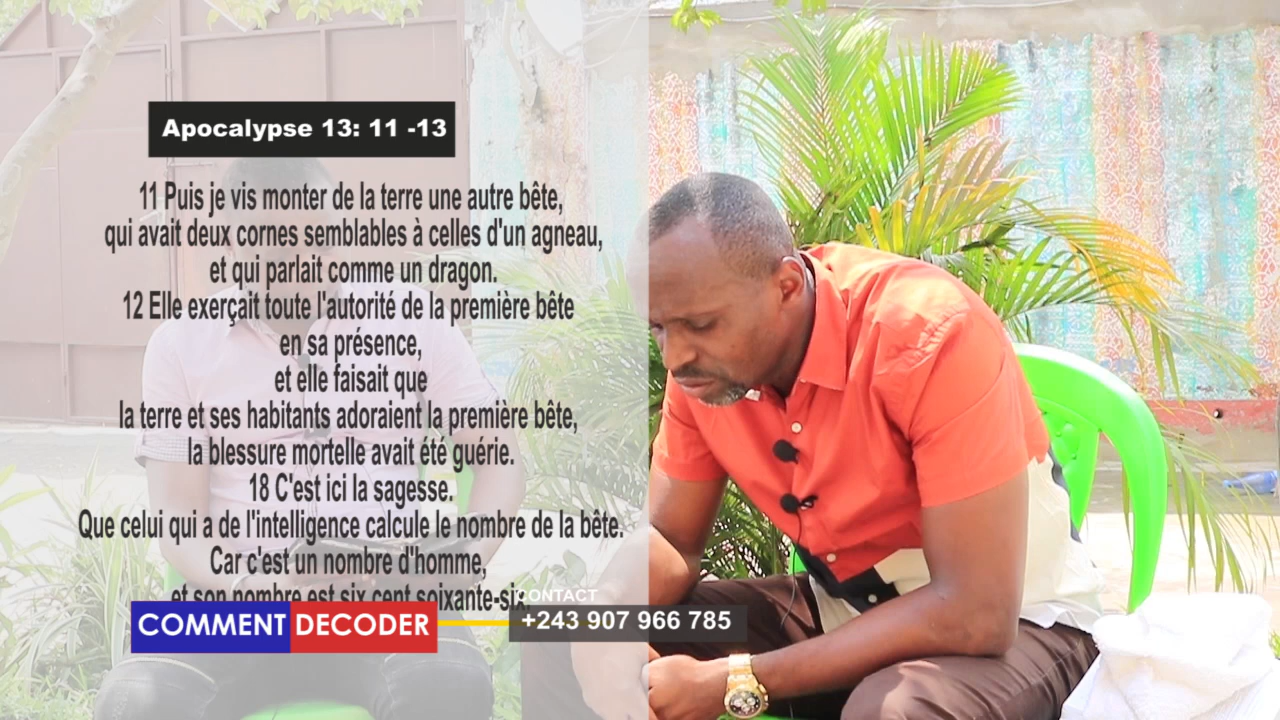 Apocalypse 13: 11 -13
11 Puis je vis monter de la terre une autre bête,
qui avait deux cornes semblables à celles d'un agneau,
et qui parlait comme un dragon.
12 Elle exerçait toute l'autorité de la première bête
en sa présence,
et elle faisait que
la terre et ses habitants adoraient la première bête,
la blessure mortelle avait été guérie.
18 C'est ici la sagesse.
Que celui qui a de l'intelligence calcule le nombre de la bête.
Car c'est un nombre d'homme,
et son nombre est six cent soixante-six.
CONTACT
COMMENT DECODER
+243 907 966 785